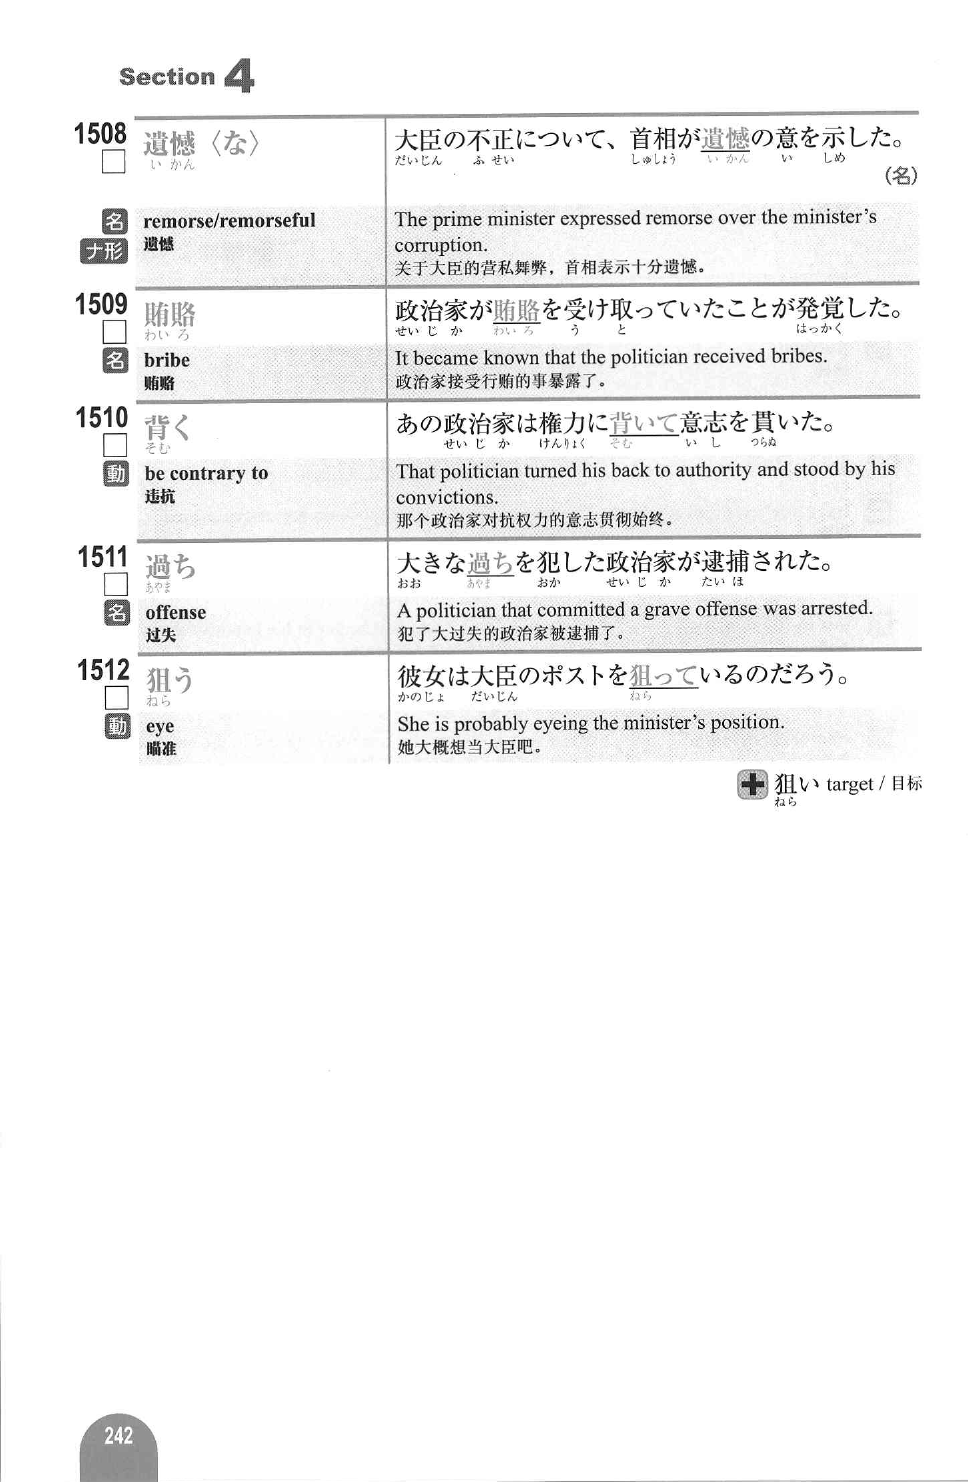 Section 4
1508
遺憾〈な〉
いかん
大臣の不正について、首相が遺憾の意を示した。
だいじん ふせい しゅしょう いかん い しめ
(名)
名 ナ形
remorse/remorseful
遗憾
The prime minister expressed remorse over the minister's
corruption.
关于大臣的营私舞弊，首相表示十分遗憾。
1509
賄賂
わいろ
政治家が賄賂を受け取っていたことが発覚した。
せいじか わいろ う と はっかく
名
bribe
贿赂
It became known that the politician received bribes.
政治家接受行贿的事暴露了。
1510
背く
そむ
あの政治家は権力に背いて意志を貫いた。
せいじか けんりょく そむ いし つらぬ
動
be contrary to
违抗
That politician turned his back to authority and stood by his
convictions.
那个政治家对抗权力的意志贯彻始终。
1511
過ち
あやま
大きな過ちを犯した政治家が逮捕された。
おお あやま おか せいじか たいほ
名
offense
过失
A politician that committed a grave offense was arrested.
犯了大过失的政治家被逮捕了。
1512
狙う
ねら
彼女は大臣のポストを狙っているのだろう。
かのじょ だいじん ねら
動
eye
瞄准
She is probably eyeing the minister's position.
她大概想当大臣吧。
+ 狙い target / 目标
ねら
242